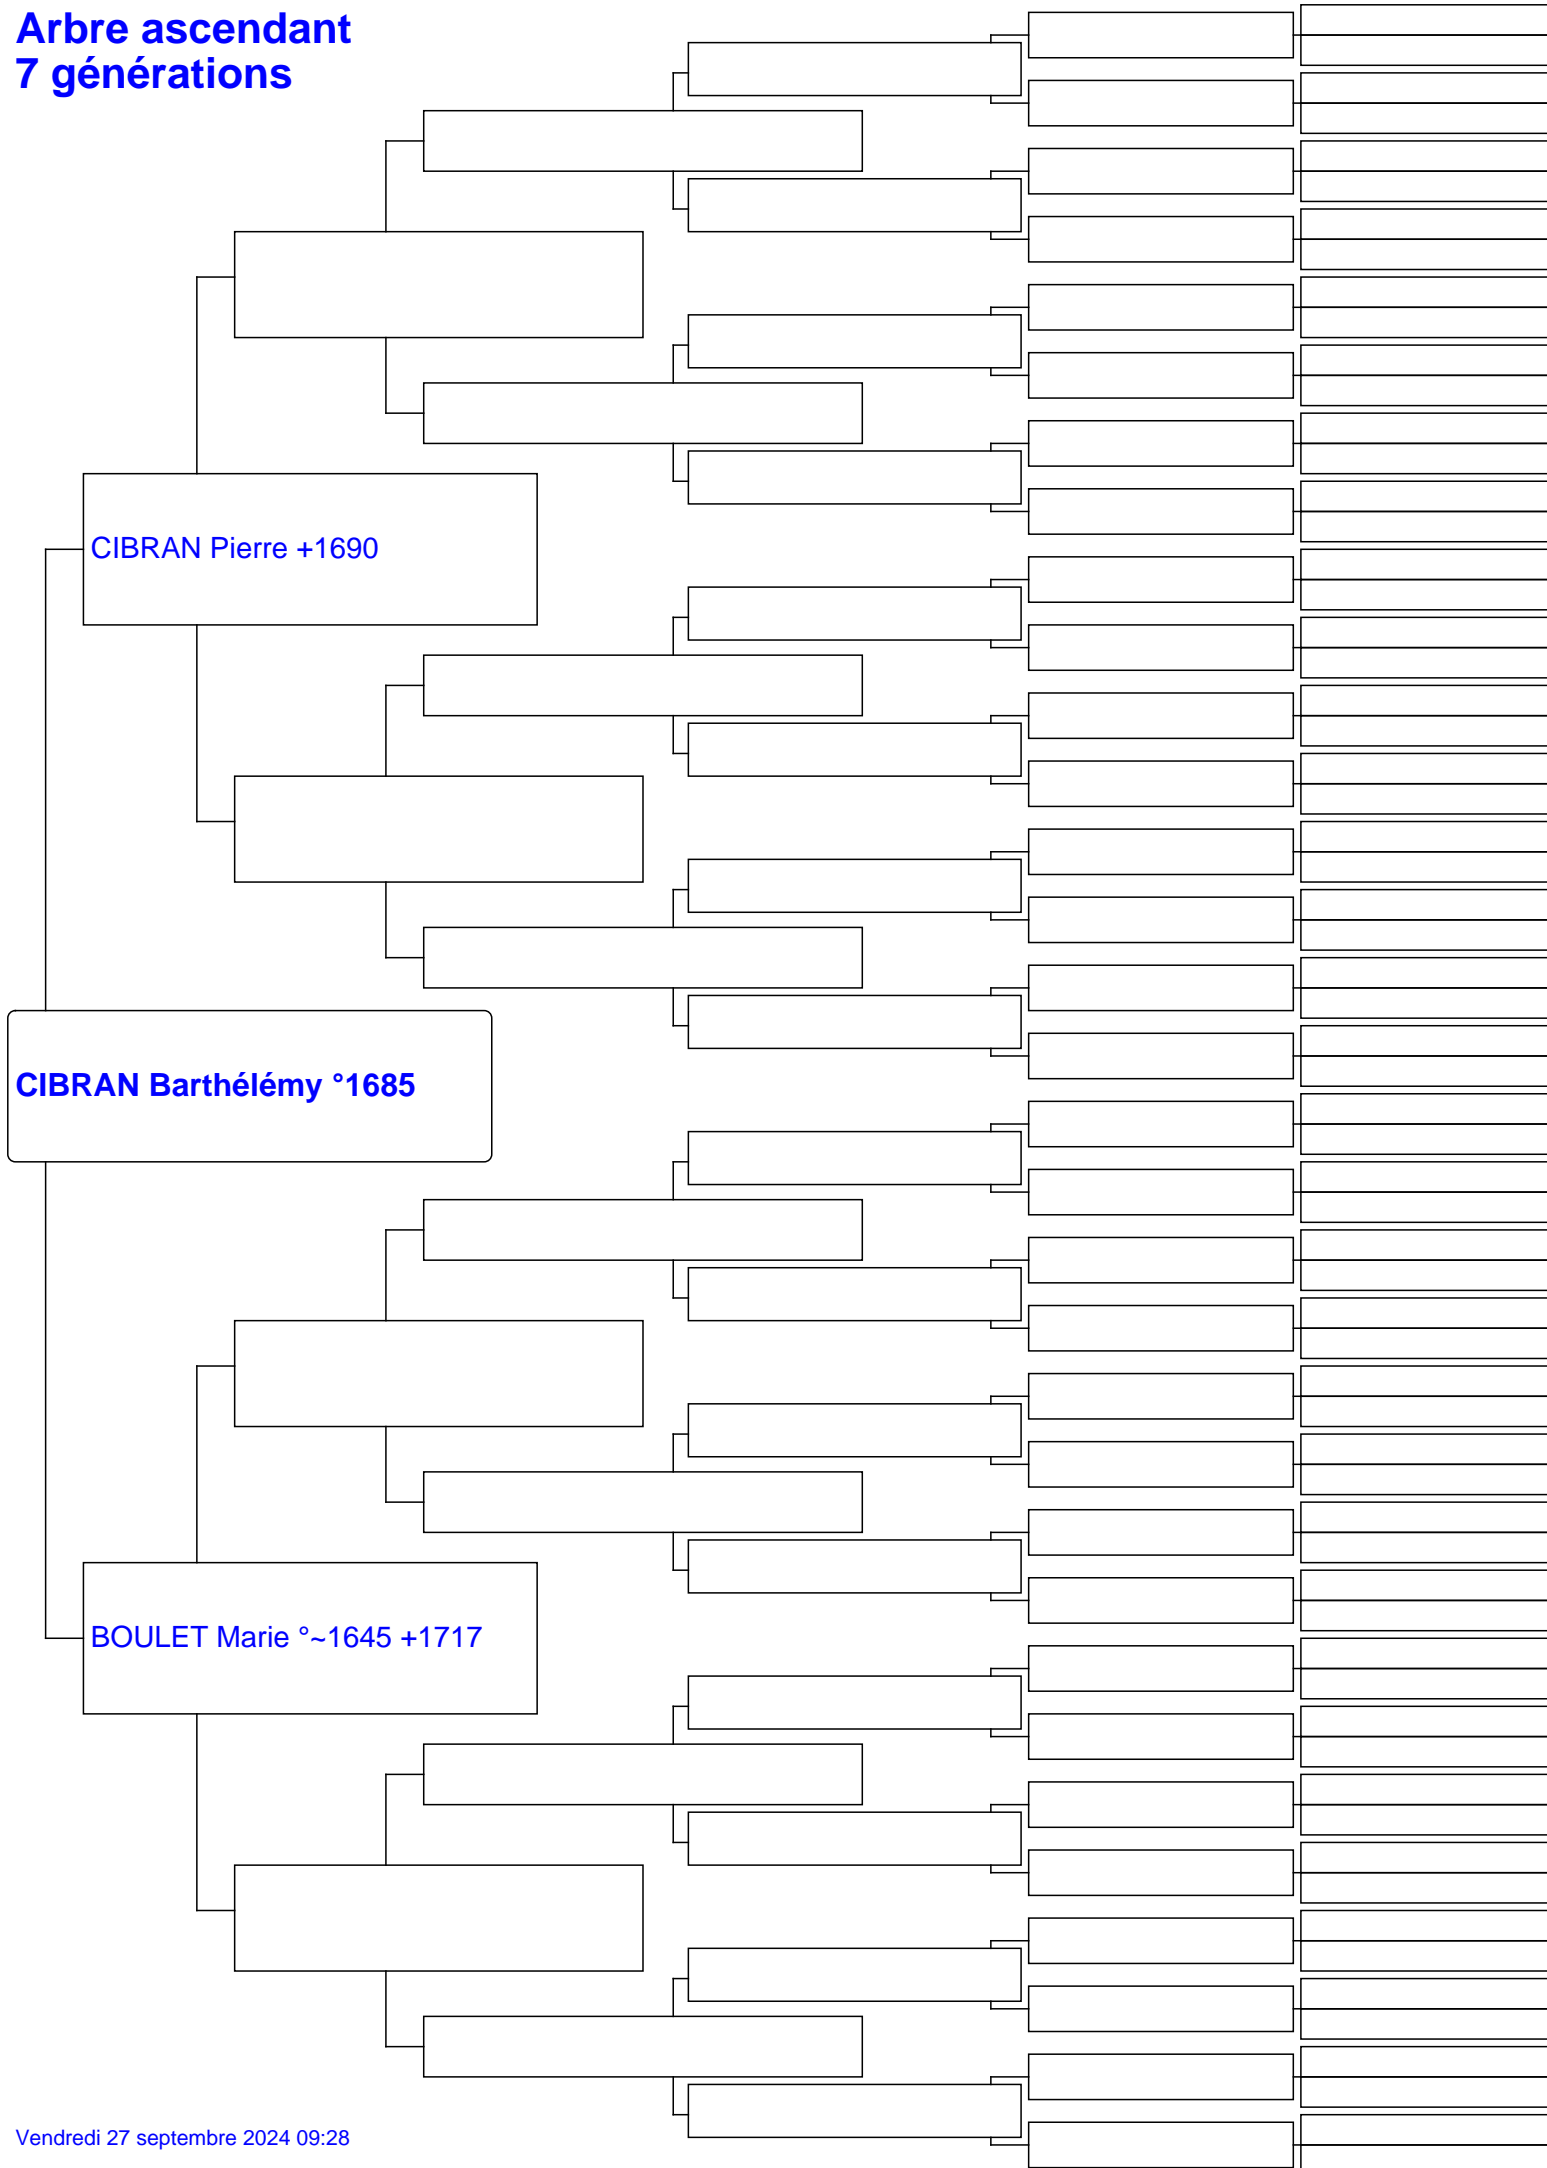 Arbre ascendant
7 générations
CIBRAN Pierre +1690
CIBRAN Barthélémy °1685
BOULET Marie °~1645 +1717
Vendredi 27 septembre 2024 09:28